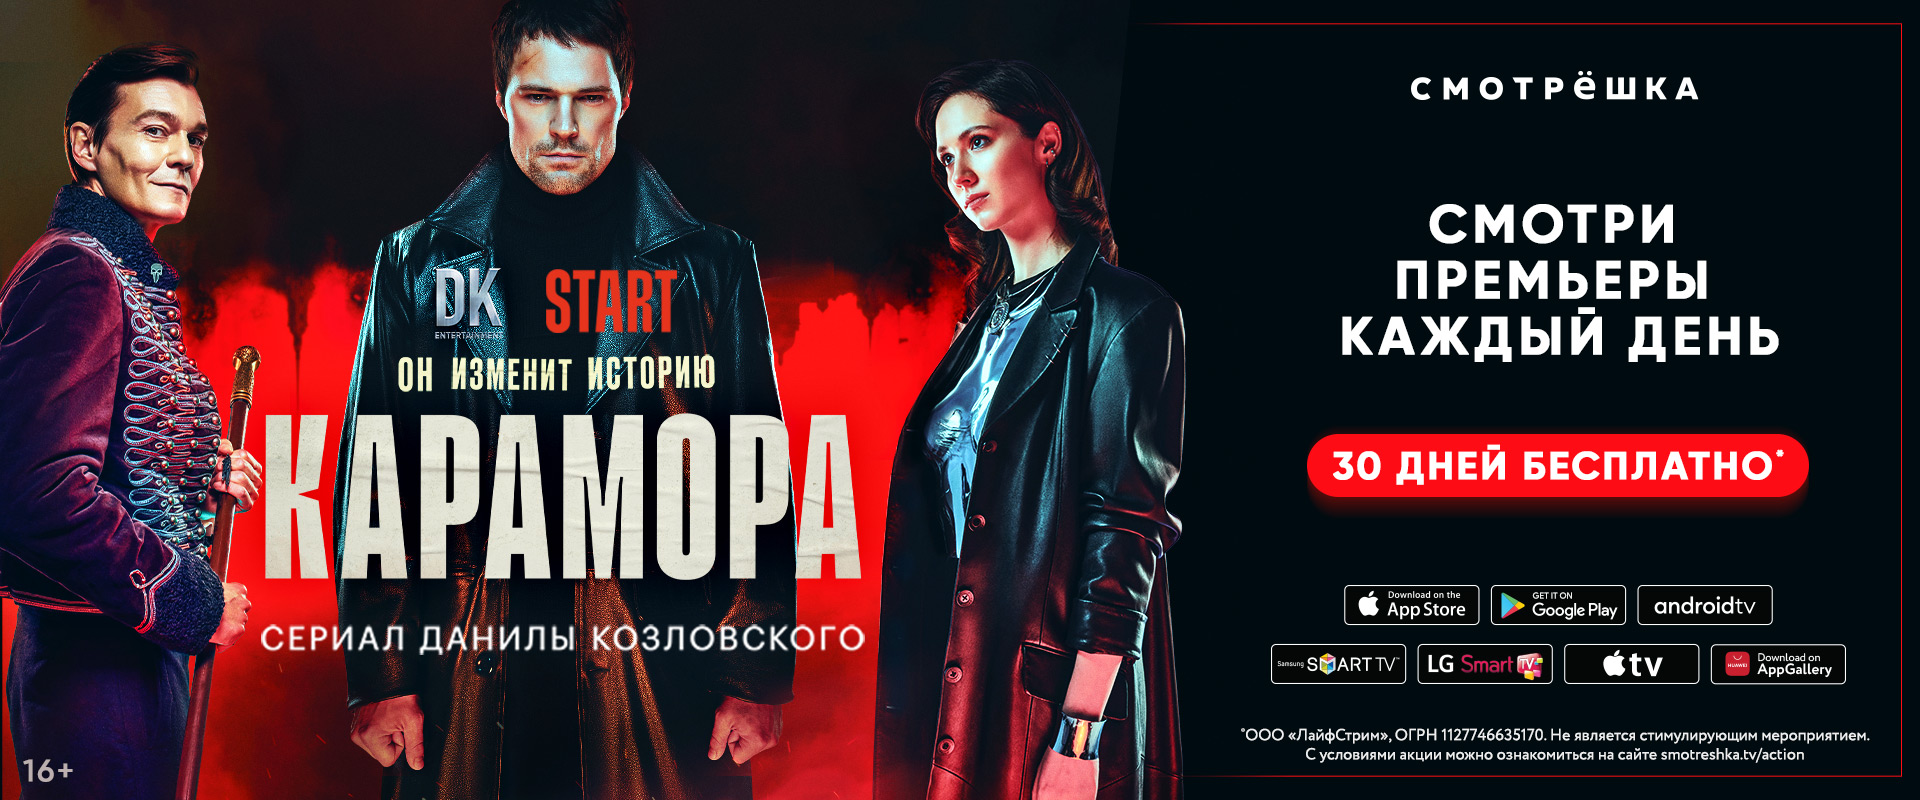 DK
ENTERTAINMENT
START
ОН ИЗМЕНИТ ИСТОРИЮ
КАРАМОРА
СЕРИАЛ ДАНИЛЫ КОЗЛОВСКОГО
16+
СМОТРЁШКА
СМОТРИ
ПРЕМЬЕРЫ
КАЖДЫЙ ДЕНЬ
30 ДНЕЙ БЕСПЛАТНО*
Download on the
App Store
GET IT ON
Google Play
androidtv
Samsung SMART TV™
LG Smart TV
tv
HUAWEI
Download on
AppGallery
*ООО «ЛайфСтрим», ОГРН 1127746635170. Не является стимулирующим мероприятием.
С условиями акции можно ознакомиться на сайте smotreshka.tv/action